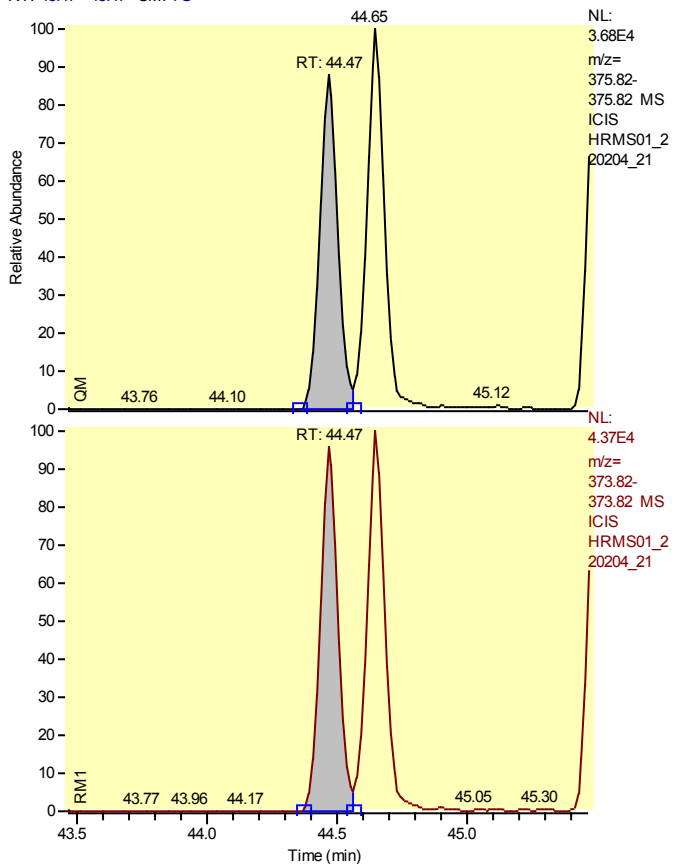 44.65
RT: 44.47
NL:
3.68E4
m/z=
375.82-
375.82 MS
ICIS
HRMS01_2
20204_21
100
90
80
70
60
50
40
30
20
10
0
Relative Abundance
QM
43.76
44.10
45.12
RT: 44.47
NL:
4.37E4
m/z=
373.82-
373.82 MS
ICIS
HRMS01_2
20204_21
100
90
80
70
60
50
40
30
20
10
0
RM1
43.77
43.96
44.17
45.05
45.30
43.5
44.0
44.5
45.0
Time (min)